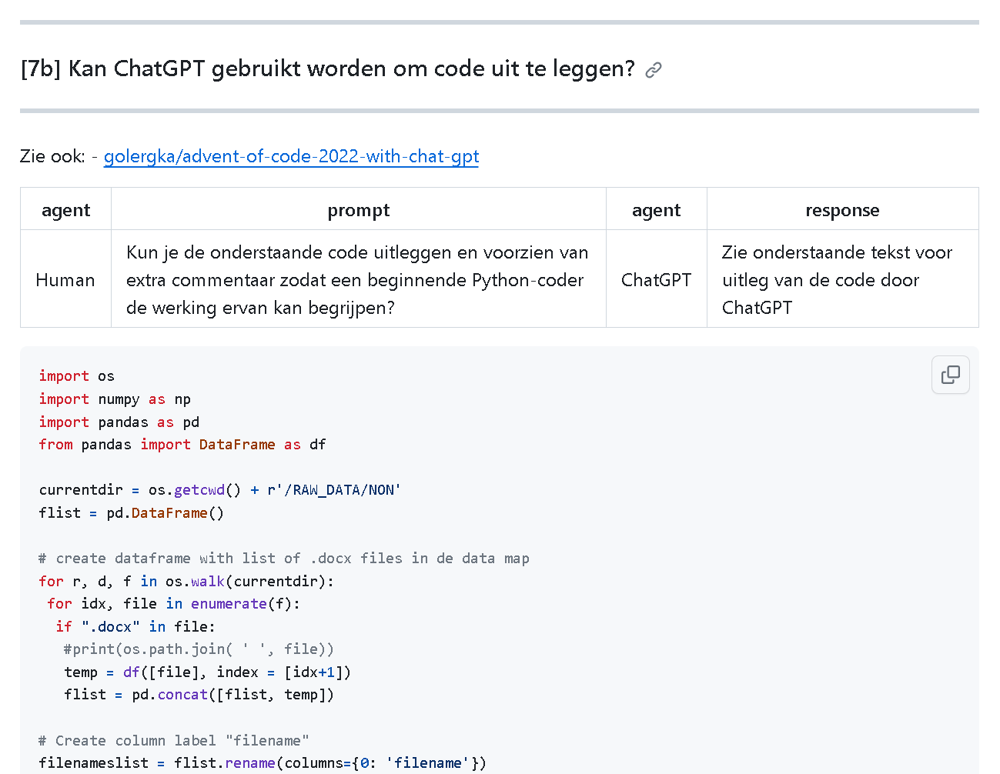 [7b] Kan ChatGPT gebruikt worden om code uit te leggen?
Zie ook: - golergka/advent-of-code-2022-with-chat-gpt
agent prompt agent response
Human
Kun je de onderstaande code uitleggen en voorzien van
extra commentaar zodat een beginnende Python-coder
de werking ervan kan begrijpen?
ChatGPT
Zie onderstaande tekst voor
uitleg van de code door
ChatGPT
import os
import numpy as np
import pandas as pd
from pandas import DataFrame as df
currentdir = os.getcwd() + r'/RAW_DATA/NON'
flist = pd.DataFrame()
# create dataframe with list of .docx files in de data map
for r, d, f in os.walk(currentdir):
 for idx, file in enumerate(f):
  if ".docx" in file:
   #print(os.path.join( ' ', file))
   temp = df([file], index = [idx+1])
   flist = pd.concat([flist, temp])
# Create column label "filename"
filenameslist = flist.rename(columns={0: 'filename'})